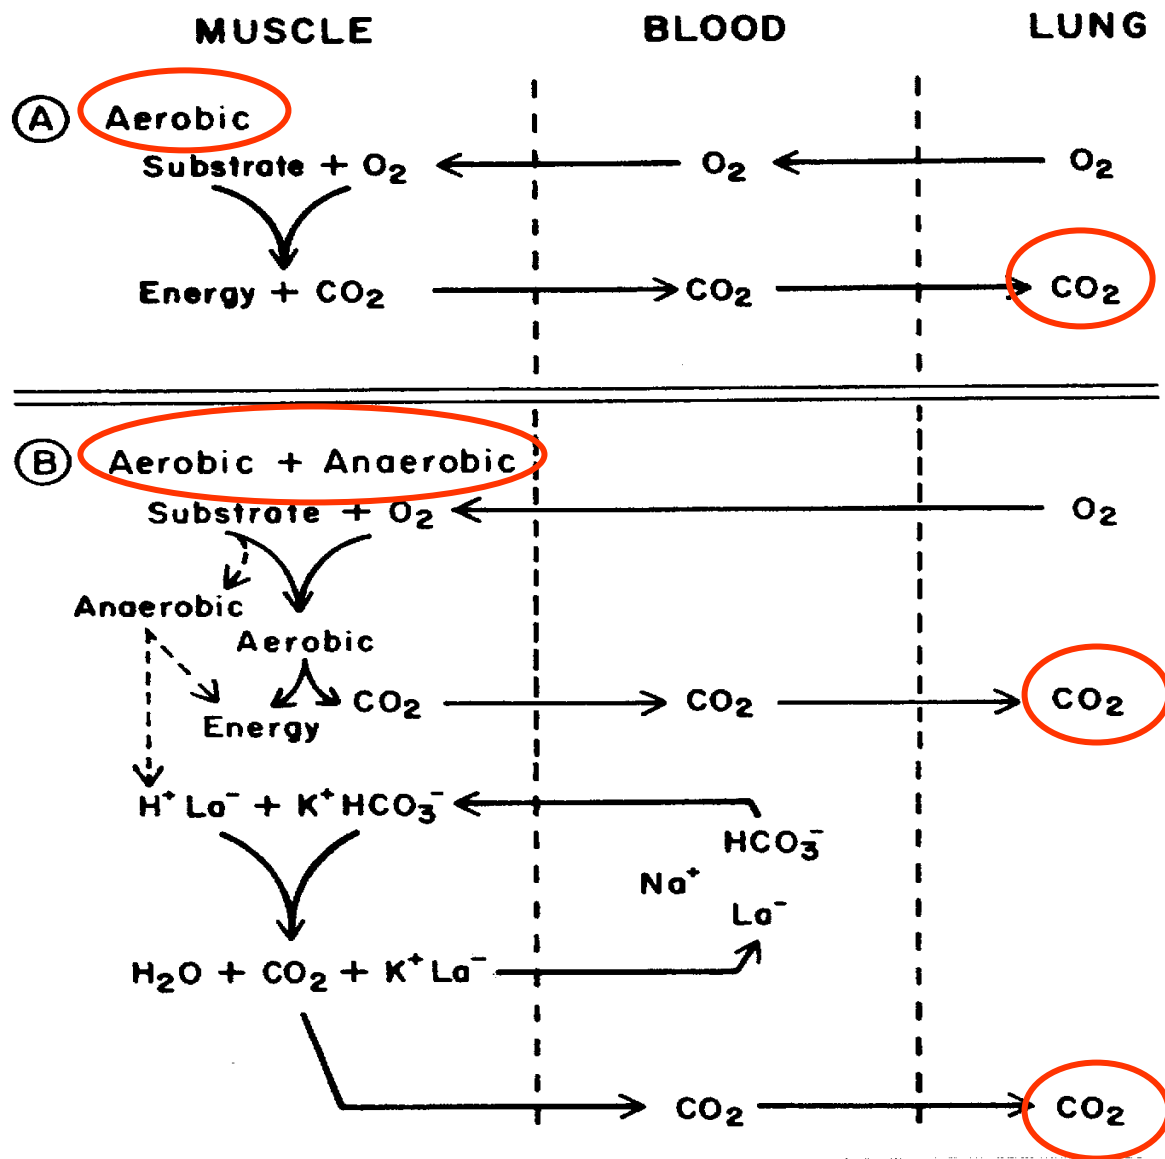 MUSCLE BLOOD LUNG
A Aerobic
Substrate + O₂ O₂ O₂
Energy + CO₂ CO₂ CO₂
B Aerobic + Anaerobic
Substrate + O₂ O₂
Anaerobic
Aerobic
CO₂ CO₂ CO₂
Energy
H⁺ La⁻ + K⁺ HCO₃⁻
HCO₃⁻
Na⁺
La⁻
H₂O + CO₂ + K⁺ La⁻
CO₂ CO₂